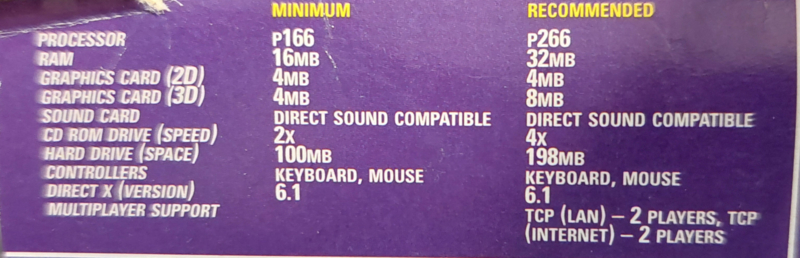 MINIMUM RECOMMENDED
PROCESSOR P166 P266
RAM 16MB 32MB
GRAPHICS CARD (2D) 4MB 4MB
GRAPHICS CARD (3D) 4MB 8MB
SOUND CARD DIRECT SOUND COMPATIBLE DIRECT SOUND COMPATIBLE
CD ROM DRIVE (SPEED) 2X 4X
HARD DRIVE (SPACE) 100MB 198MB
CONTROLLERS KEYBOARD, MOUSE KEYBOARD, MOUSE
DIRECT X (VERSION) 6.1 6.1
MULTIPLAYER SUPPORT TCP (LAN) – 2 PLAYERS, TCP
(INTERNET) – 2 PLAYERS